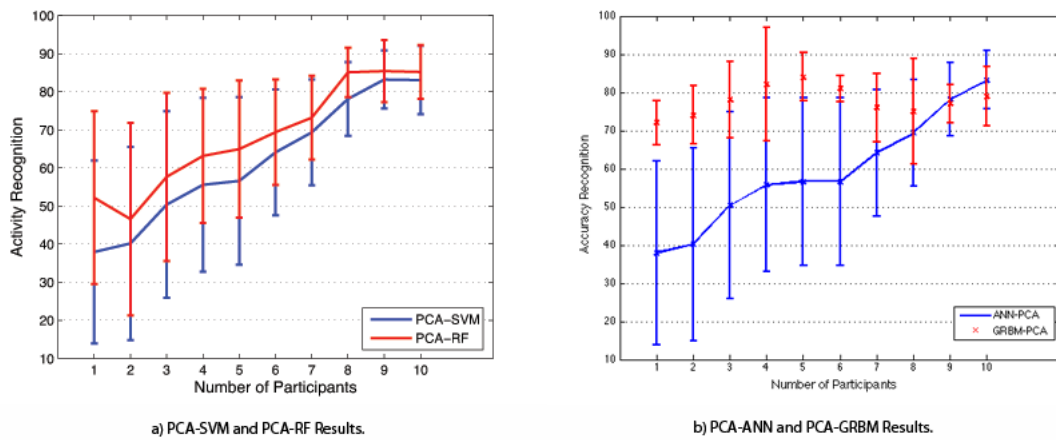 100
90
80
70
60
50
40
30
20
10
Activity Recognition
PCA-SVM
PCA-RF
1 2 3 4 5 6 7 8 9 10
Number of Participants
a) PCA-SVM and PCA-RF Results.
100
90
80
70
60
50
40
30
20
10
Accuracy Recognition
ANN-PCA
GRBM-PCA
1 2 3 4 5 6 7 8 9 10
Number of Participants
b) PCA-ANN and PCA-GRBM Results.